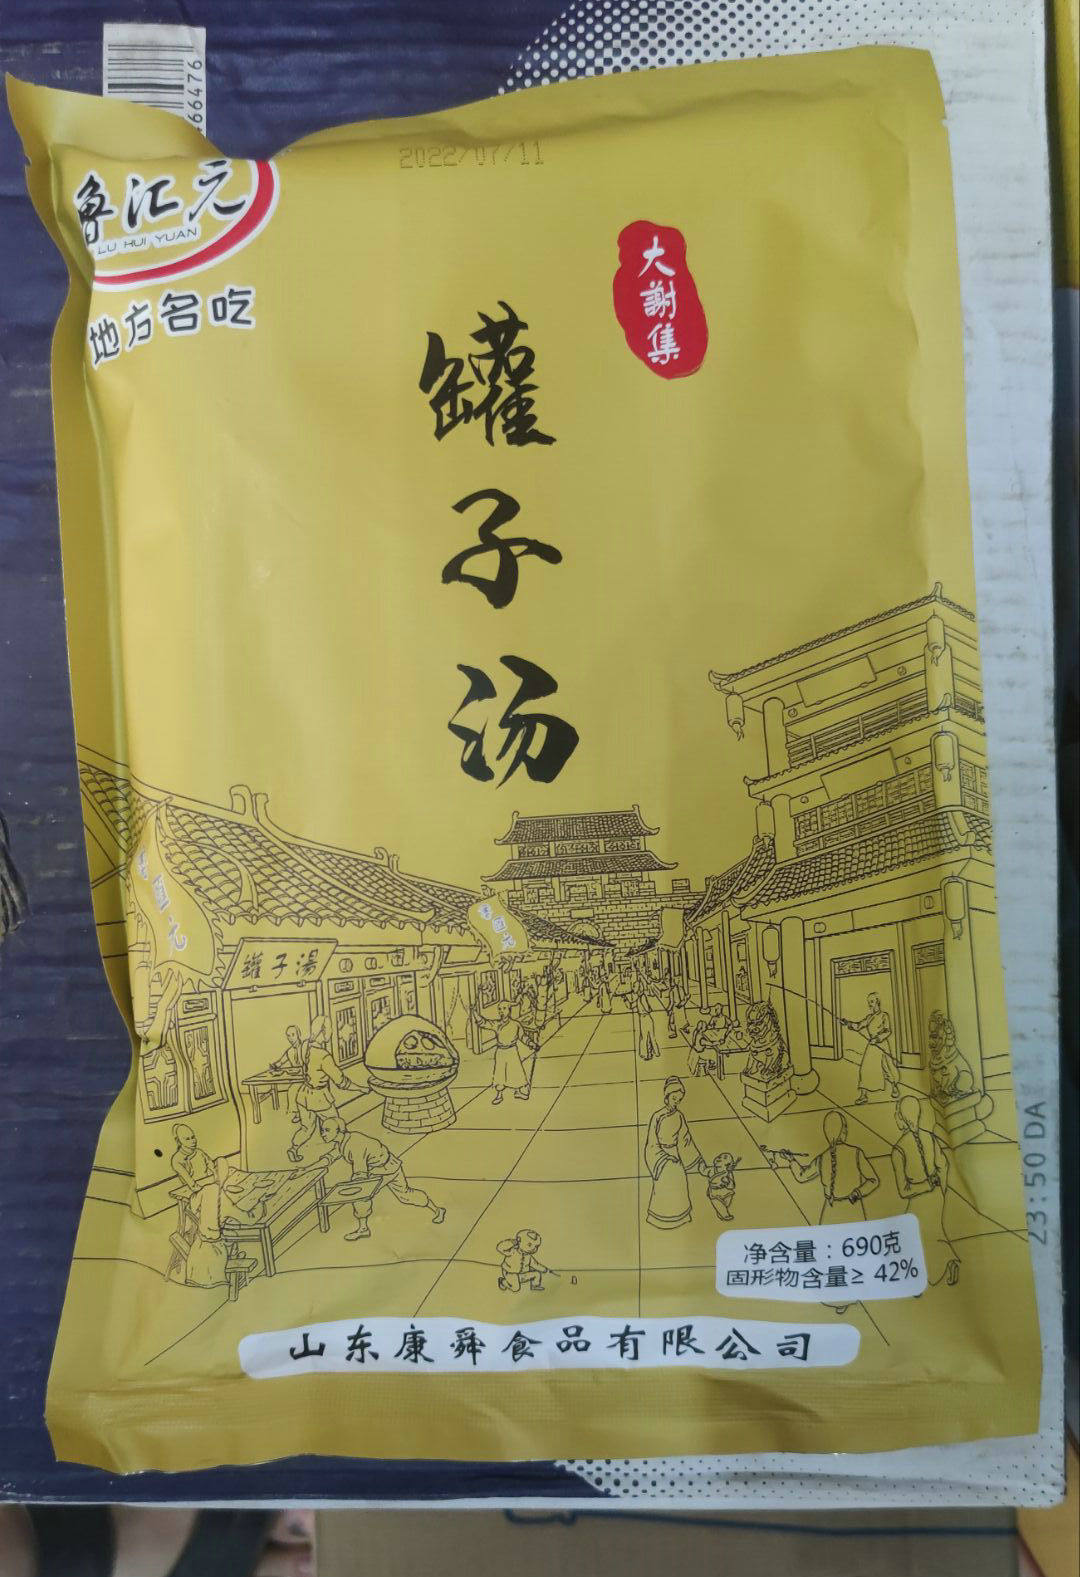 66476
2022/07/11
鲁汇元
LU HUI YUAN
地方名吃
大謝集
罐子汤
罐子湯
净含量：690克
固形物含量≥ 42%
山东康舜食品有限公司
23:50 DA